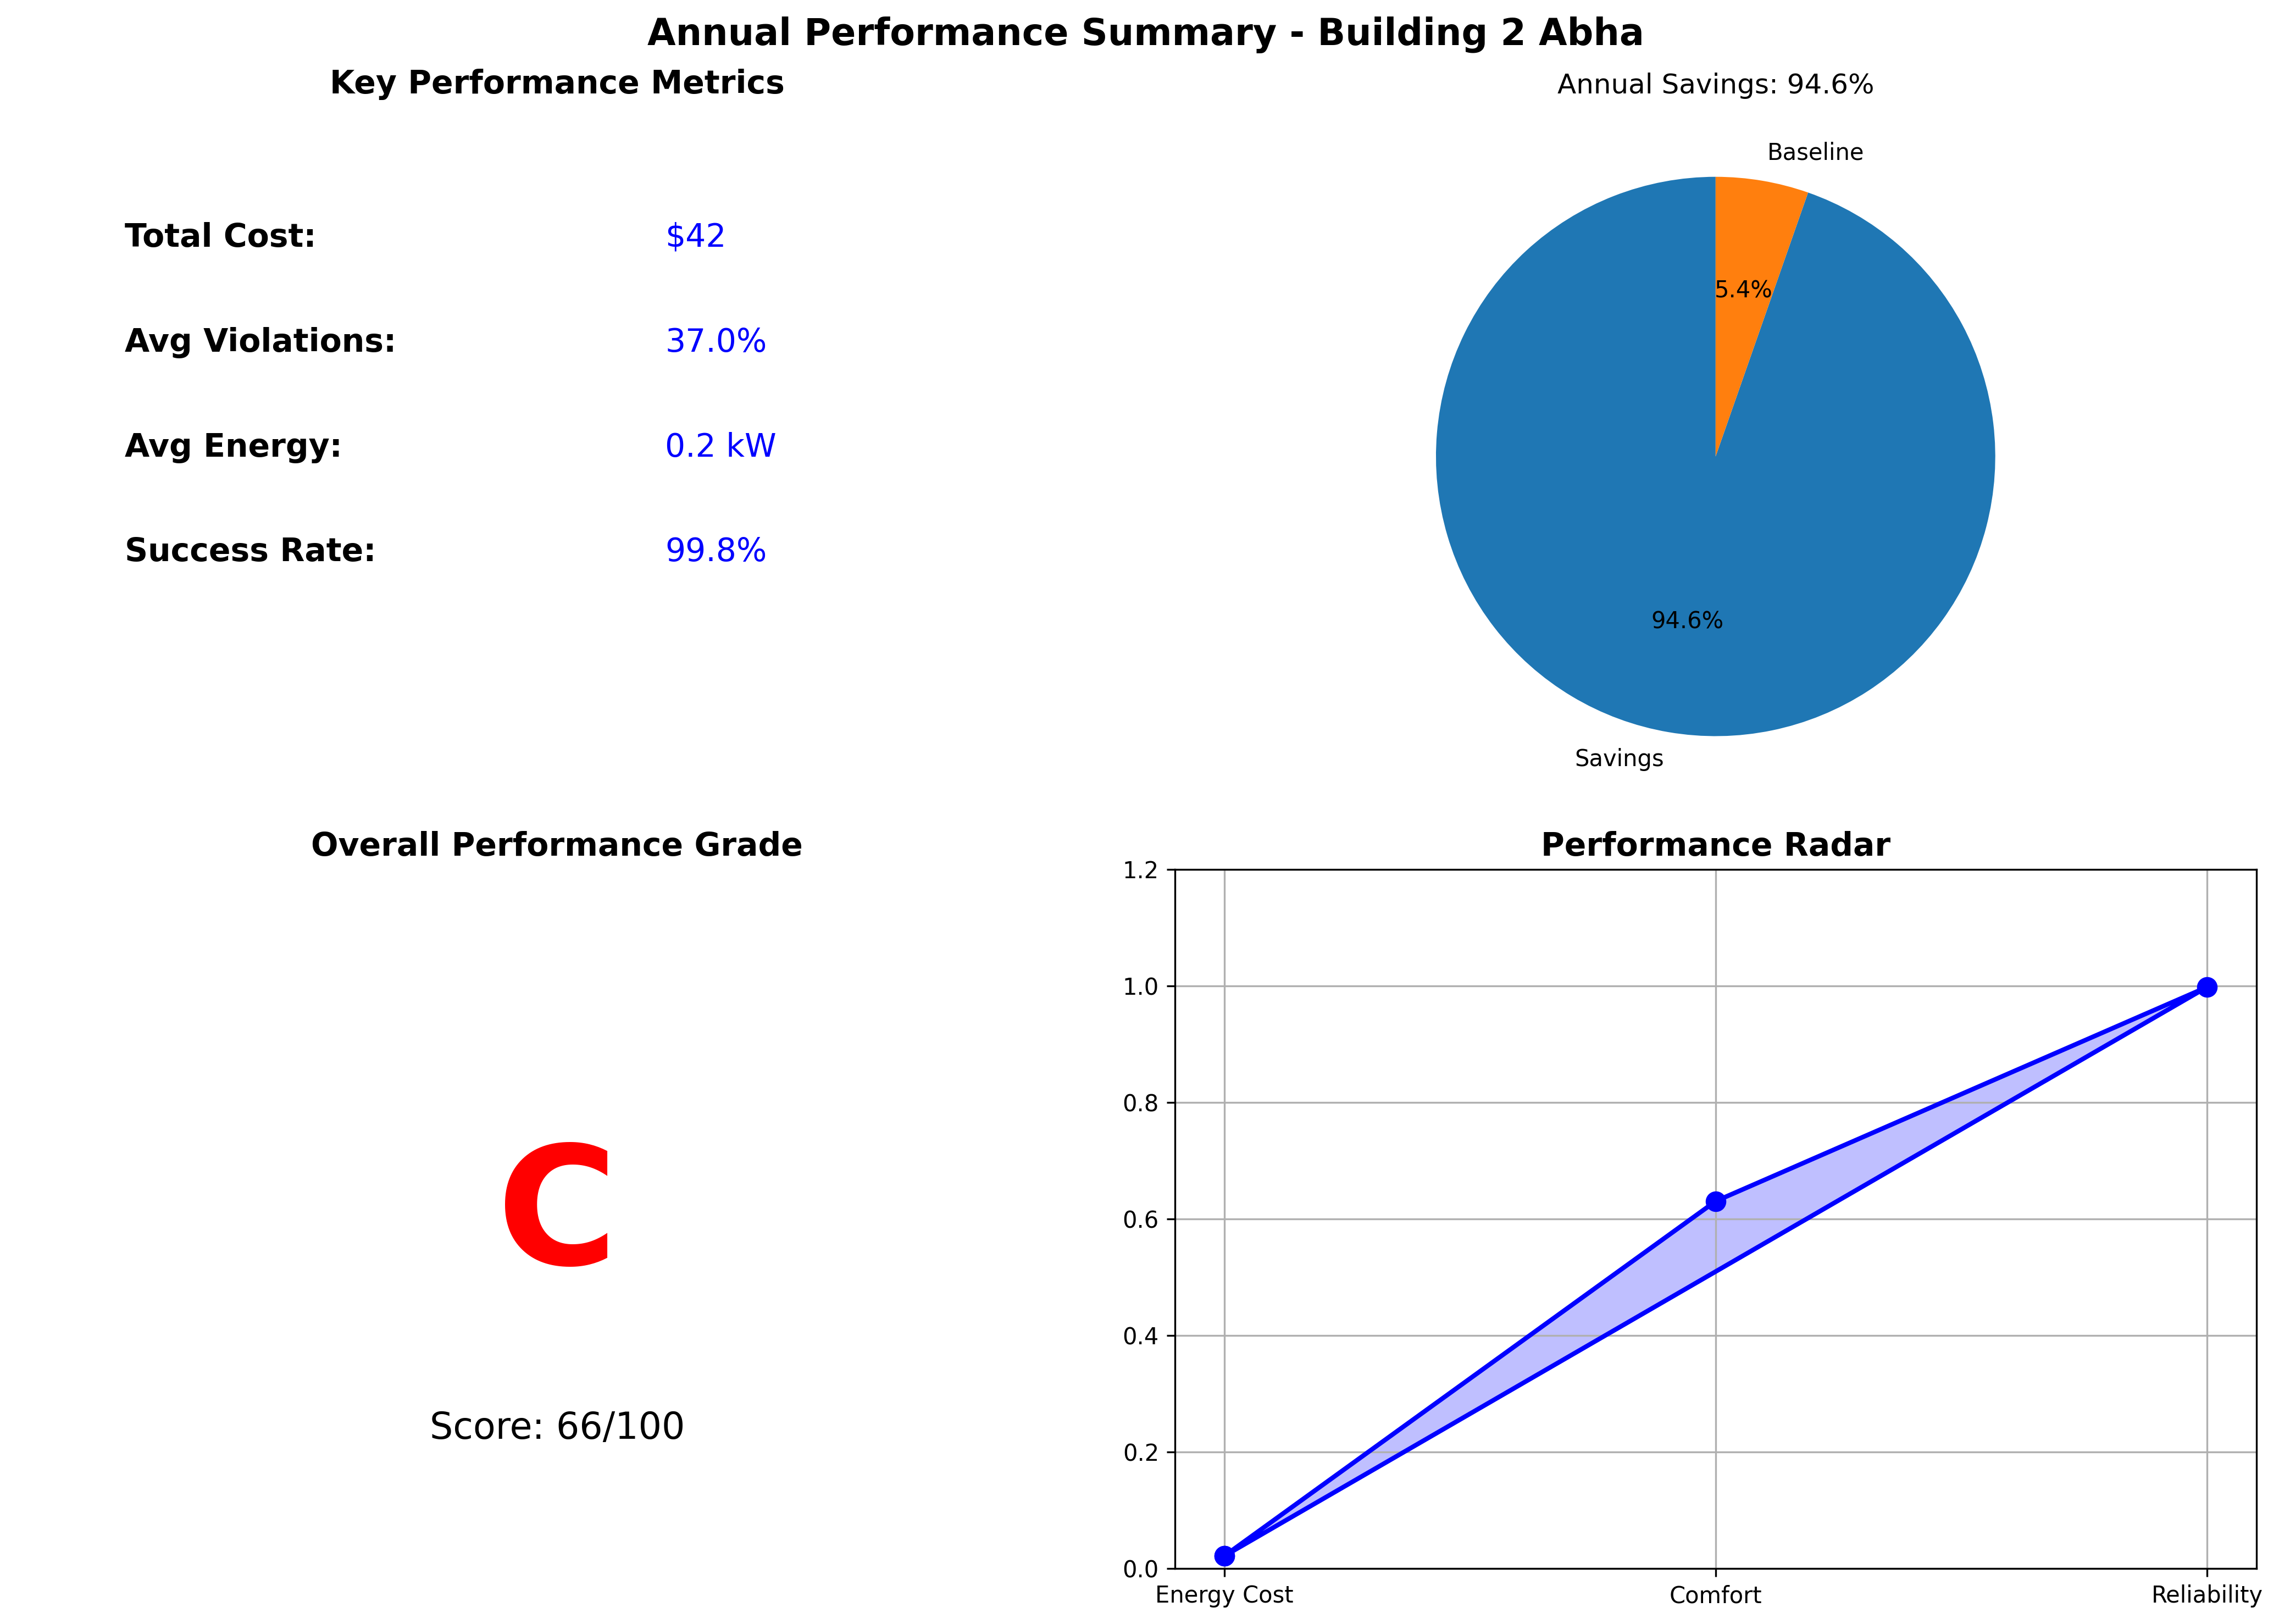 Annual Performance Summary - Building 2 Abha
Key Performance Metrics
Total Cost: $42
Avg Violations: 37.0%
Avg Energy: 0.2 kW
Success Rate: 99.8%
Annual Savings: 94.6%
Baseline
5.4%
94.6%
Savings
Overall Performance Grade
C
Score: 66/100
Performance Radar
1.2
1.0
0.8
0.6
0.4
0.2
0.0
Energy Cost Comfort Reliability